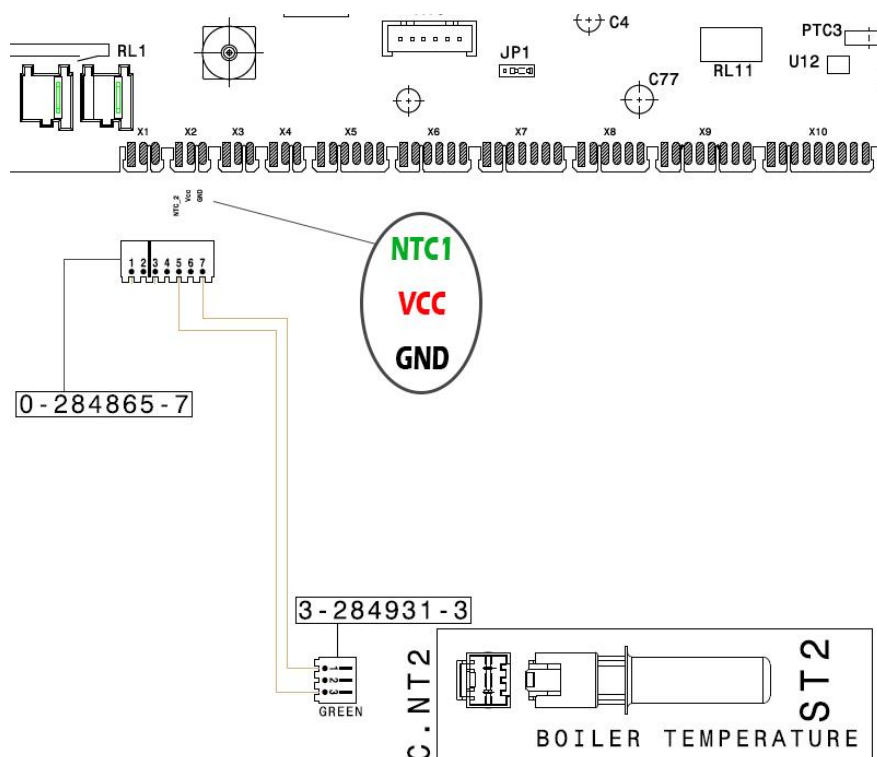 C4
PTC3
RL1
JP1
U12
RL11
C77
X1 X2 X3 X4 X5 X6 X7 X8 X9 X10
NTC_2
Vcc
GND
NTC1
VCC
GND
1 2 3 4 5 6 7
0-284865-7
3-284931-3
1
2
3
GREEN
C.NT2
ST2
BOILER TEMPERATURE